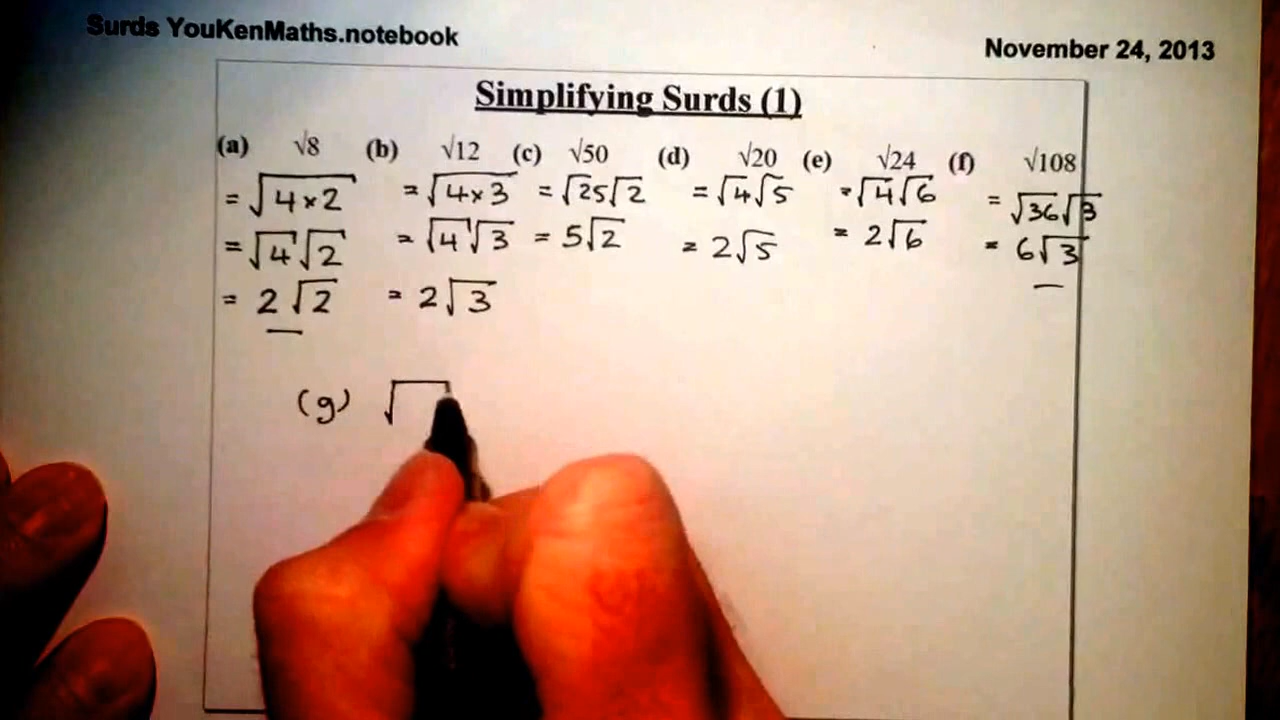 Surds YouKenMaths.notebook
November 24, 2013
Simplifying Surds (1)
(a) √8 (b) √12 (c) √50 (d) √20 (e) √24 (f) √108
= √4×2 = √4×3 = √25√2 = √4√5 = √4√6 = √36√3
= √4√2 = √4√3 = 5√2 = 2√5 = 2√6 = 6√3
= 2√2 = 2√3
(g) √